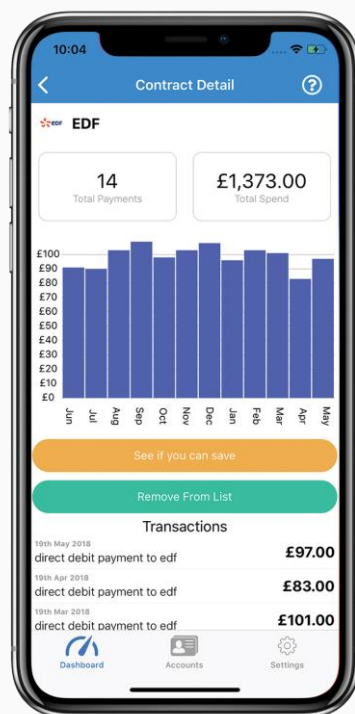 10:04
Contract Detail
?
EDF EDF
14
Total Payments
£1,373.00
Total Spend
£100
£90
£80
£70
£60
£50
£40
£30
£20
£10
£0
Jun Jul Aug Sep Oct Nov Dec Jan Feb Mar Apr May
See if you can save
Remove From List
Transactions
19th May 2018
direct debit payment to edf £97.00
19th Apr 2018
direct debit payment to edf £83.00
19th Mar 2018
direct debit payment to edf £101.00
Dashboard Accounts Settings